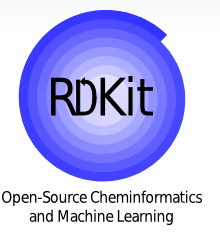 RDKit
Open-Source Cheminformatics
and Machine Learning